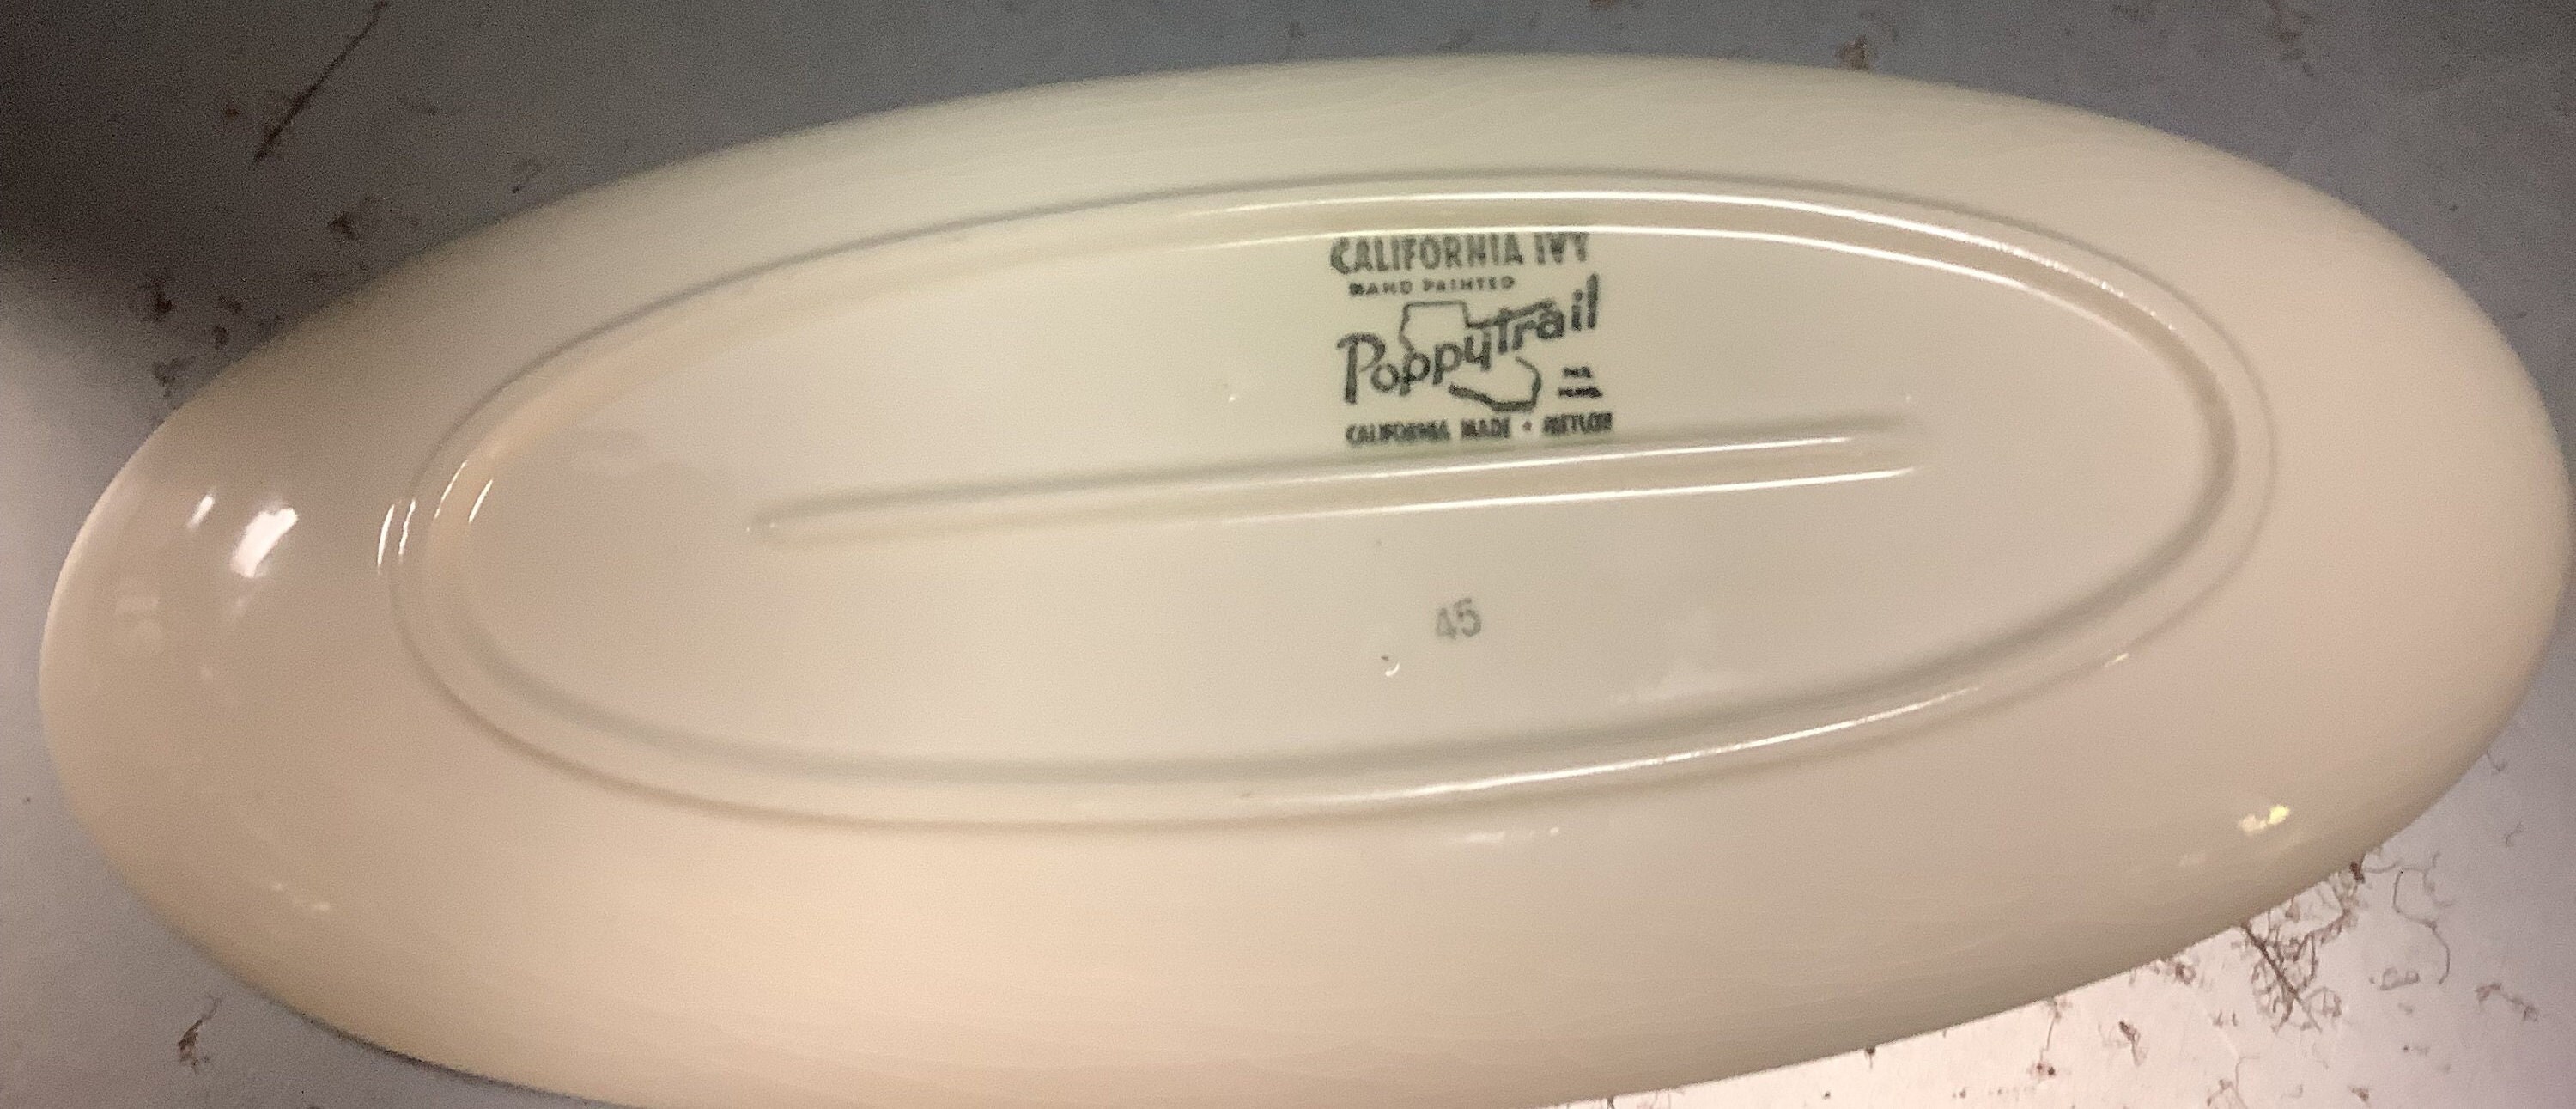 CALIFORNIA IVY
HAND PAINTED
Poppytrail
CALIFORNIA MADE • METLOX
45